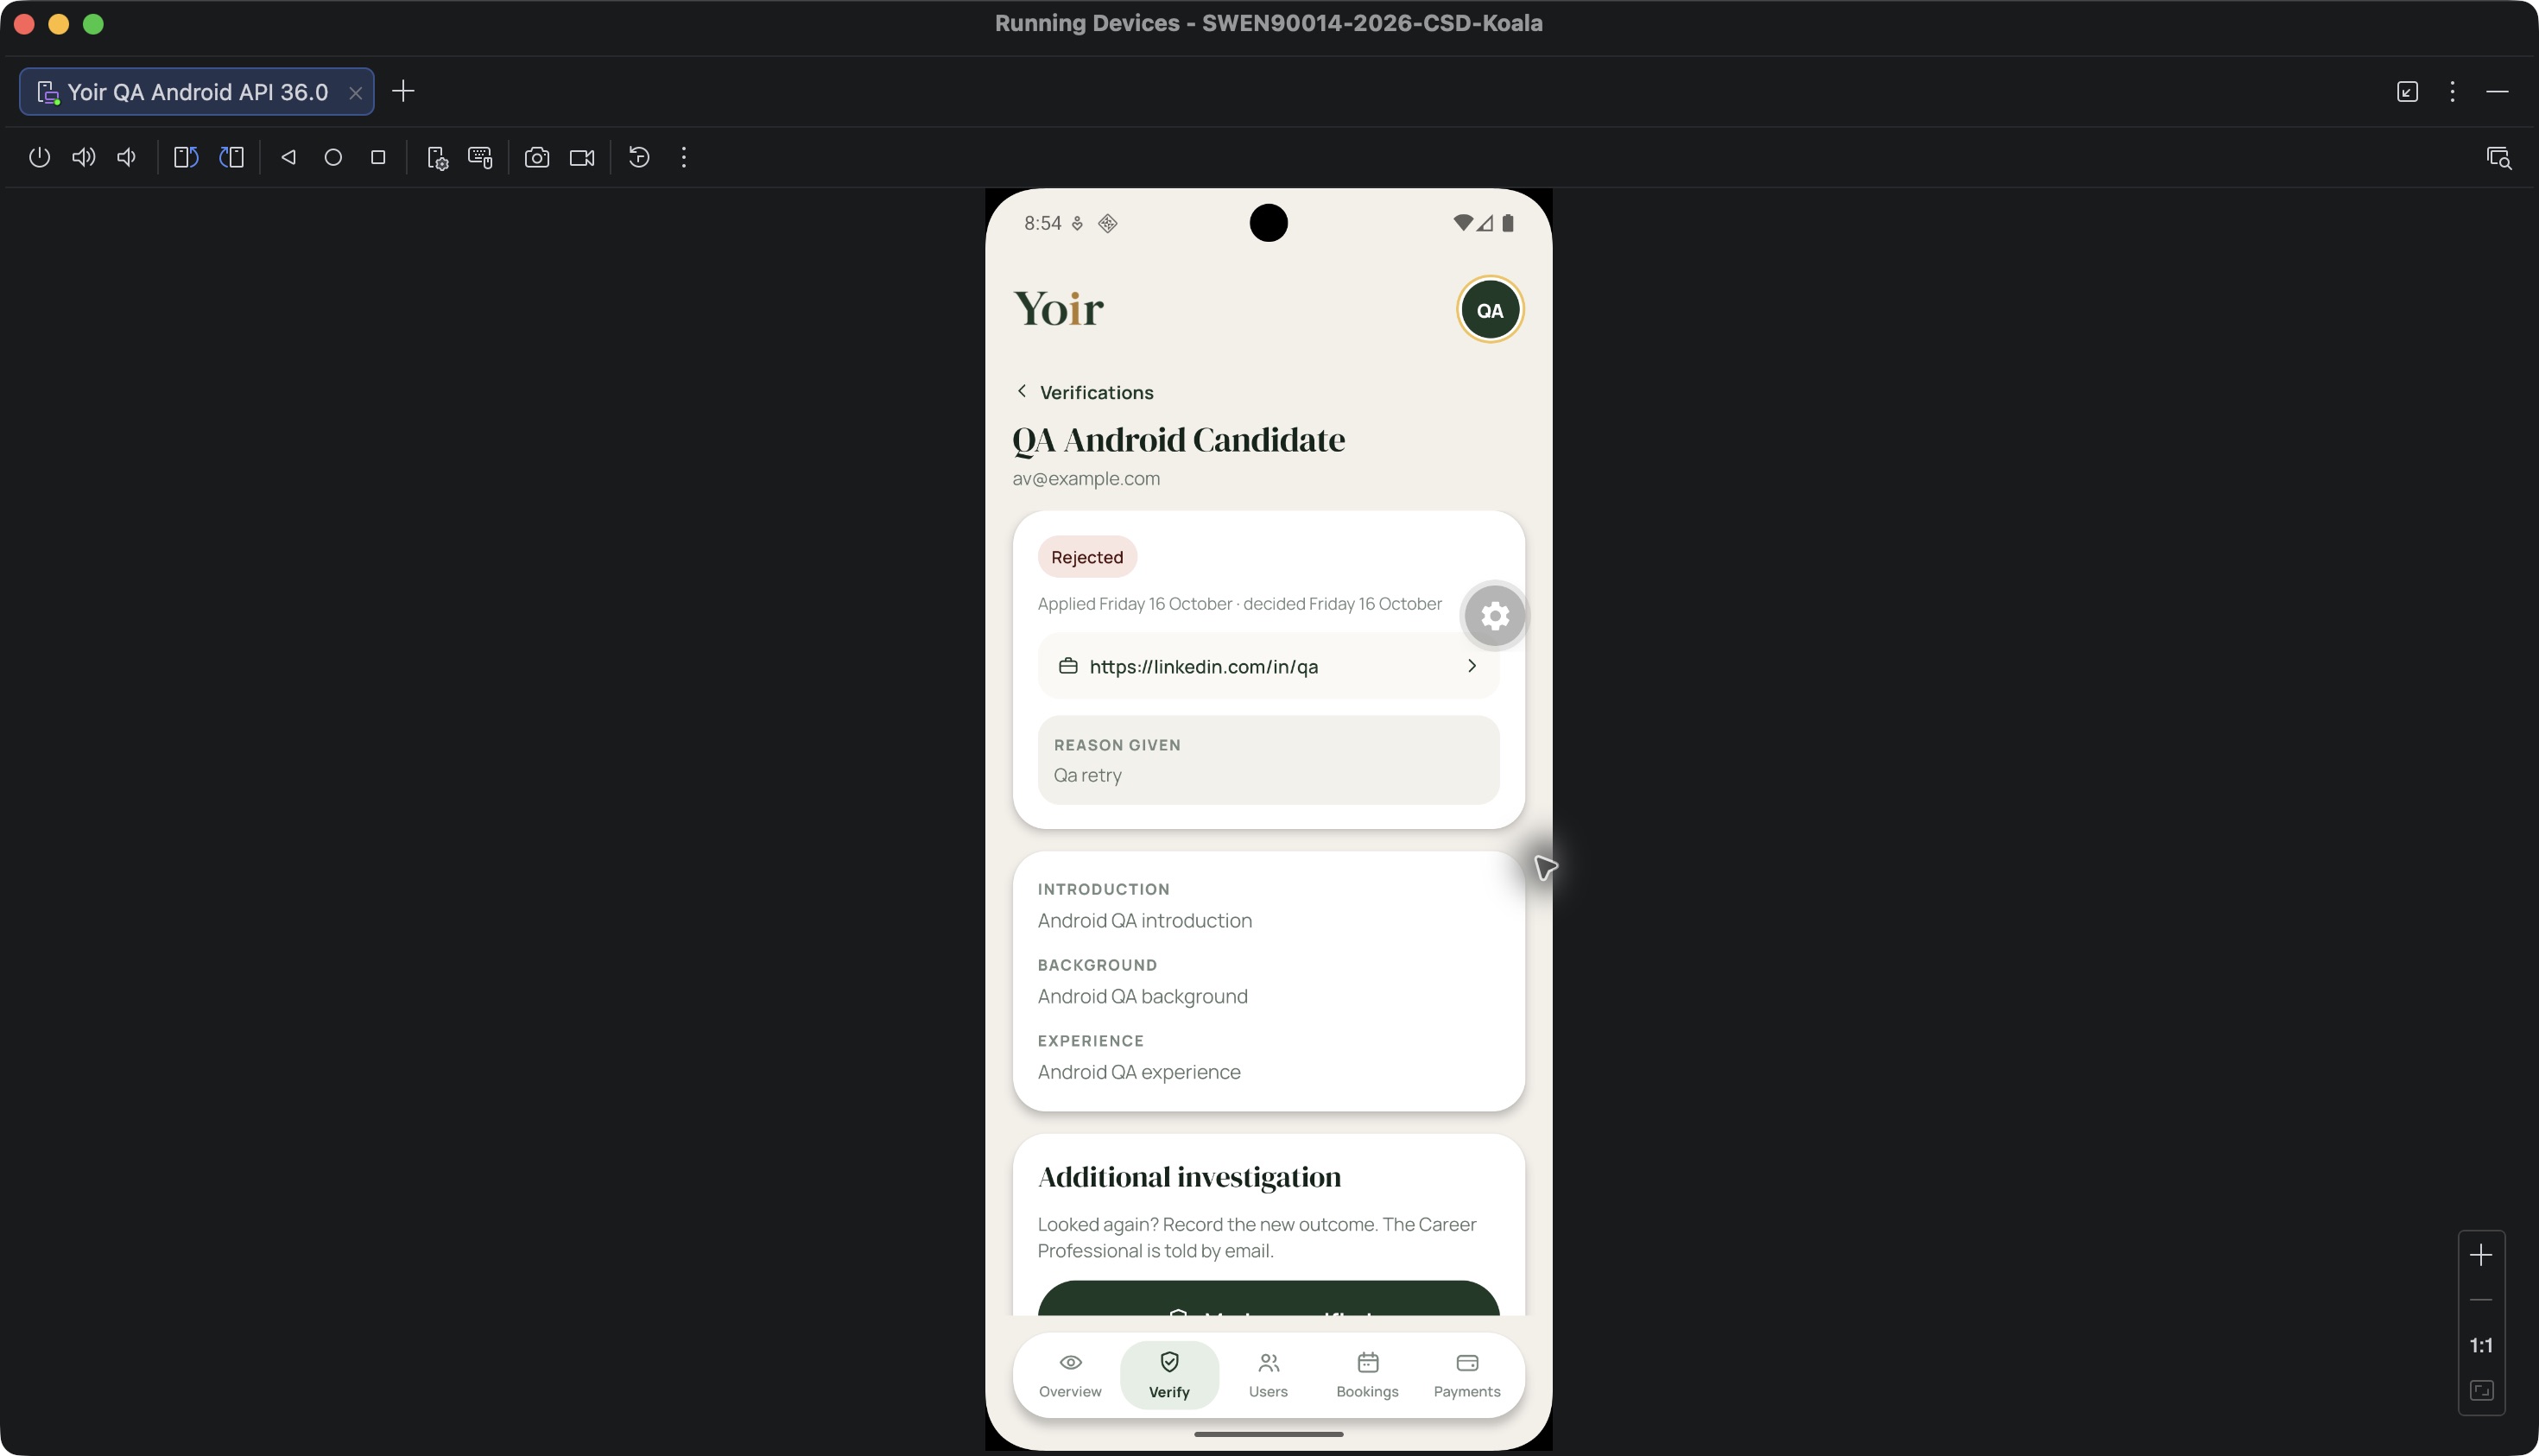 Running Devices - SWEN90014-2026-CSD-Koala
Yoir QA Android API 36.0
8:54
Yoir
QA
Verifications
QA Android Candidate
av@example.com
Rejected
Applied Friday 16 October · decided Friday 16 October
https://linkedin.com/in/qa
REASON GIVEN
Qa retry
INTRODUCTION
Android QA introduction
BACKGROUND
Android QA background
EXPERIENCE
Android QA experience
Additional investigation
Looked again? Record the new outcome. The Career
Professional is told by email.
1:1
Overview
Verify
Users
Bookings
Payments